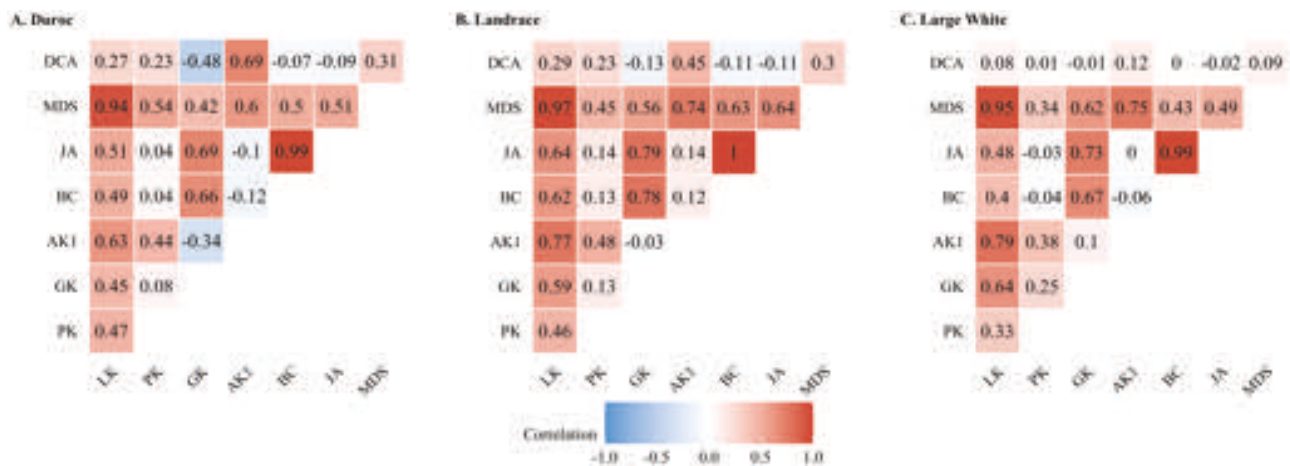 A. Duroc
DCA 0.27 0.23 -0.48 0.69 -0.07 -0.09 0.31
MDS 0.94 0.54 0.42 0.6 0.5 0.51
JA 0.51 0.04 0.69 -0.1 0.99
BC 0.49 0.04 0.66 -0.12
AK1 0.63 0.44 -0.34
GK 0.45 0.08
PK 0.47
LK PK GK AK1 BC JA MDS
B. Landrace
DCA 0.29 0.23 -0.13 0.45 -0.11 -0.11 0.3
MDS 0.97 0.45 0.56 0.74 0.63 0.64
JA 0.64 0.14 0.79 0.14 1
BC 0.62 0.13 0.78 0.12
AK1 0.77 0.48 -0.03
GK 0.59 0.13
PK 0.46
LK PK GK AK1 BC JA MDS
C. Large White
DCA 0.08 0.01 -0.01 0.12 0 -0.02 0.09
MDS 0.95 0.34 0.62 0.75 0.43 0.49
JA 0.48 -0.03 0.73 0 0.99
BC 0.4 -0.04 0.67 -0.06
AK1 0.79 0.38 0.1
GK 0.64 0.25
PK 0.33
LK PK GK AK1 BC JA MDS
Correlation
-1.0 -0.5 0.0 0.5 1.0